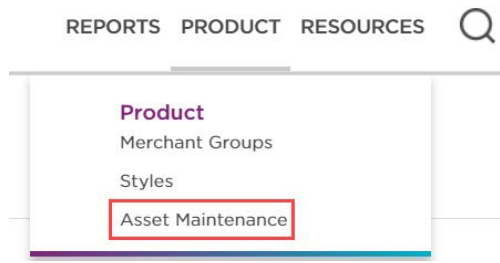 REPORTS PRODUCT RESOURCES
Product
Merchant Groups
Styles
Asset Maintenance